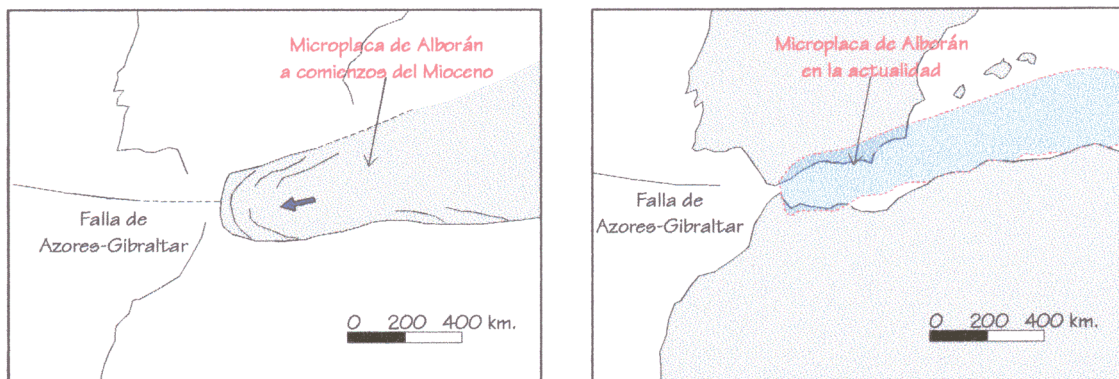 Microplaca de Alborán
a comienzos del Mioceno
Falla de
Azores-Gibraltar
0 200 400 km.
Microplaca de Alborán
en la actualidad
Falla de
Azores-Gibraltar
0 200 400 km.